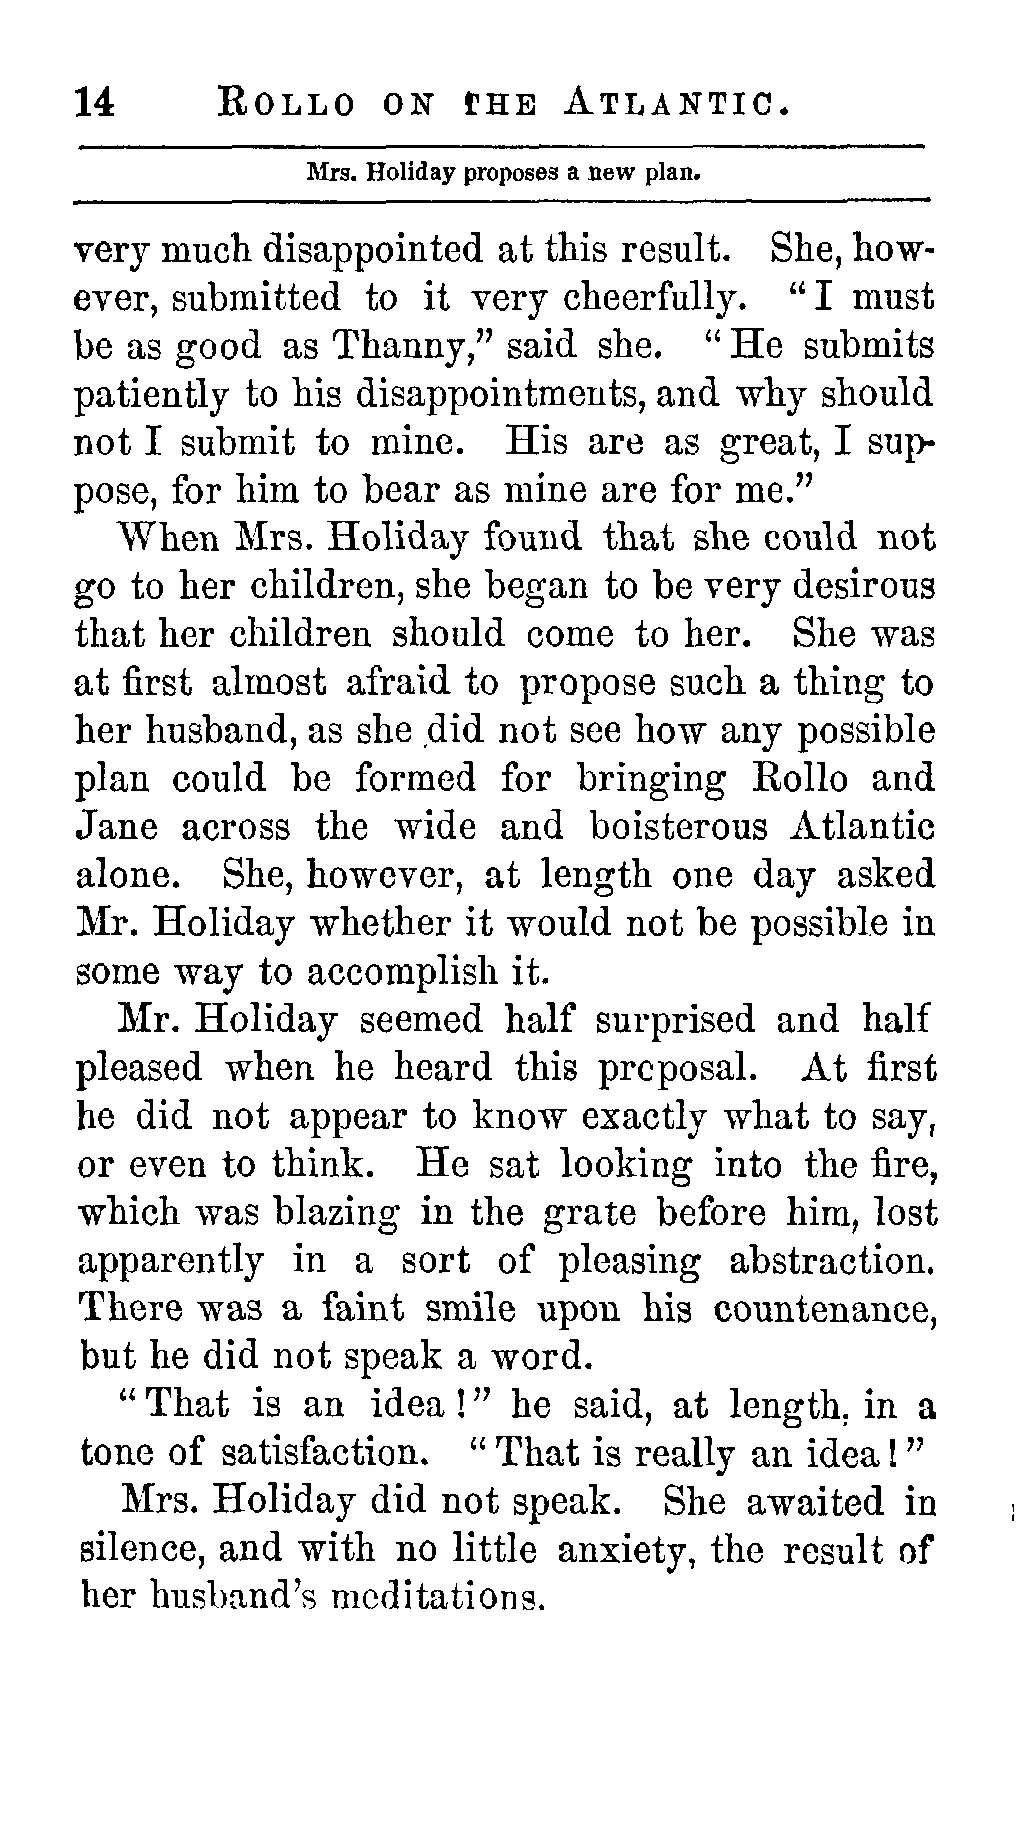 14 ROLLO ON THE ATLANTIC.
Mrs. Holiday proposes a new plan.
very much disappointed at this result. She, how-
ever, submitted to it very cheerfully. “I must
be as good as Thanny,” said she. “He submits
patiently to his disappointments, and why should
not I submit to mine. His are as great, I sup-
pose, for him to bear as mine are for me.”
When Mrs. Holiday found that she could not
go to her children, she began to be very desirous
that her children should come to her. She was
at first almost afraid to propose such a thing to
her husband, as she did not see how any possible
plan could be formed for bringing Rollo and
Jane across the wide and boisterous Atlantic
alone. She, however, at length one day asked
Mr. Holiday whether it would not be possible in
some way to accomplish it.
Mr. Holiday seemed half surprised and half
pleased when he heard this proposal. At first
he did not appear to know exactly what to say,
or even to think. He sat looking into the fire,
which was blazing in the grate before him, lost
apparently in a sort of pleasing abstraction.
There was a faint smile upon his countenance,
but he did not speak a word.
“That is an idea!” he said, at length, in a
tone of satisfaction. “That is really an idea!”
Mrs. Holiday did not speak. She awaited in
silence, and with no little anxiety, the result of
her husband’s meditations.